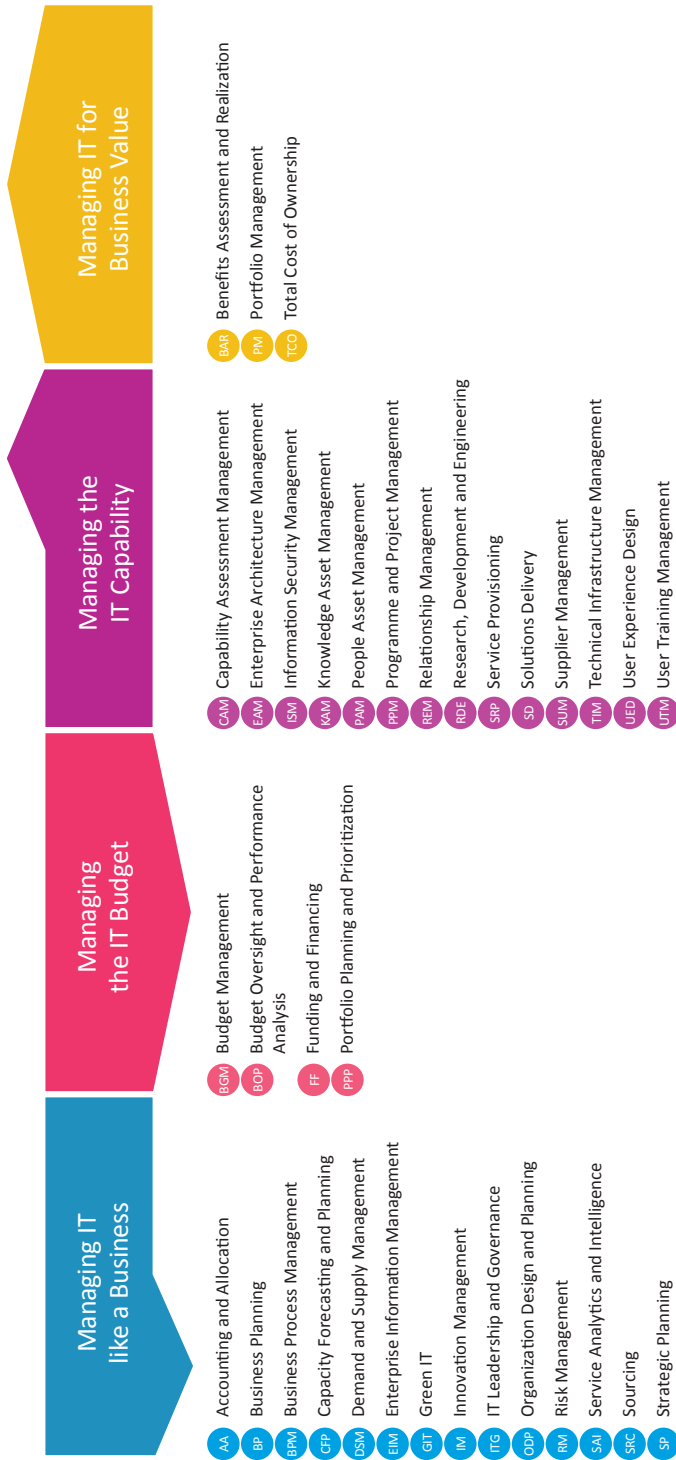 Managing IT
like a Business
AA Accounting and Allocation
BP Business Planning
BPM Business Process Management
CFP Capacity Forecasting and Planning
DSM Demand and Supply Management
EIM Enterprise Information Management
GIT Green IT
IM Innovation Management
ITG IT Leadership and Governance
ODP Organization Design and Planning
RM Risk Management
SAI Service Analytics and Intelligence
SRC Sourcing
SP Strategic Planning
Managing
the IT Budget
BGM Budget Management
BOP Budget Oversight and Performance
Analysis
FF Funding and Financing
PPP Portfolio Planning and Prioritization
Managing the
IT Capability
CAM Capability Assessment Management
EAM Enterprise Architecture Management
ISM Information Security Management
KAM Knowledge Asset Management
PAM People Asset Management
PPM Programme and Project Management
REM Relationship Management
RDE Research, Development and Engineering
SRP Service Provisioning
SD Solutions Delivery
SUM Supplier Management
TIM Technical Infrastructure Management
UED User Experience Design
UTM User Training Management
Managing IT for
Business Value
BAR Benefits Assessment and Realization
PM Portfolio Management
TCO Total Cost of Ownership